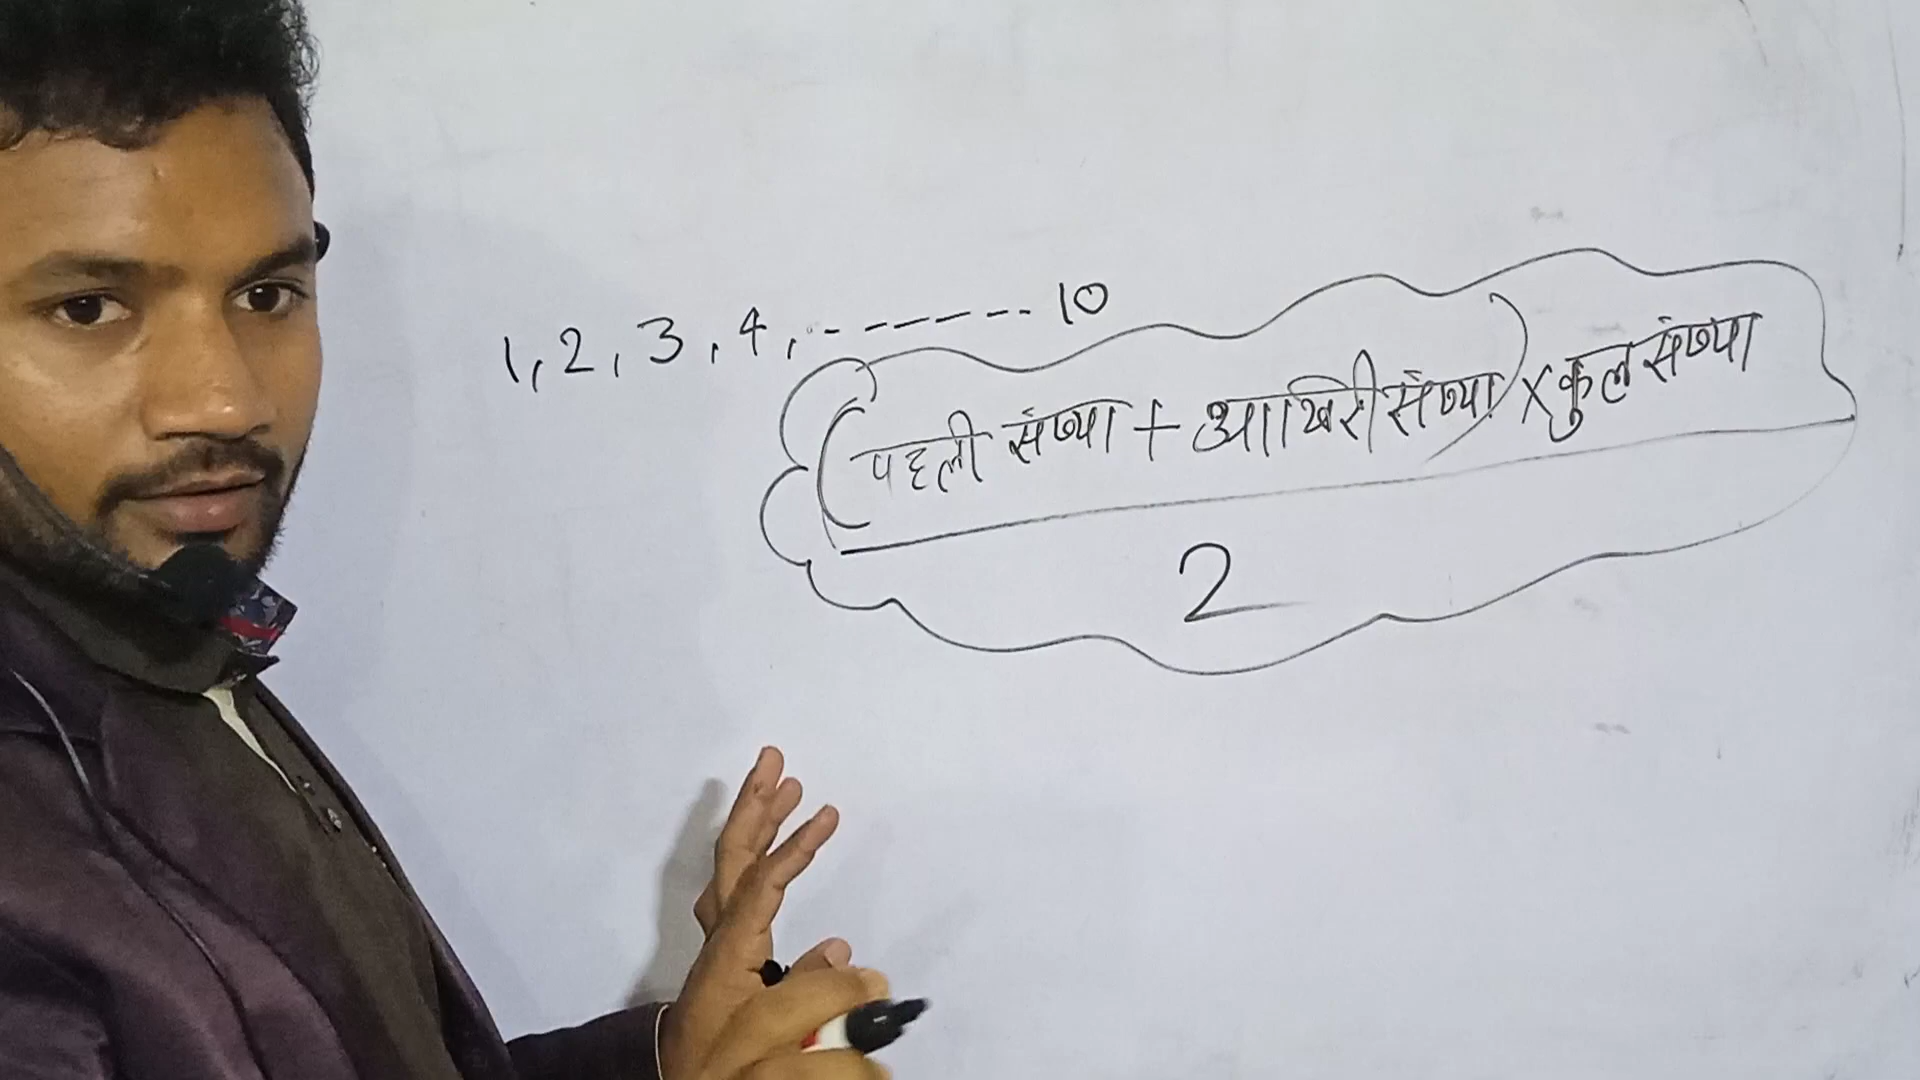 1, 2, 3, 4, - - - - - - - 10
(पहली संख्या + आखिरी संख्या) × कुल संख्या
2